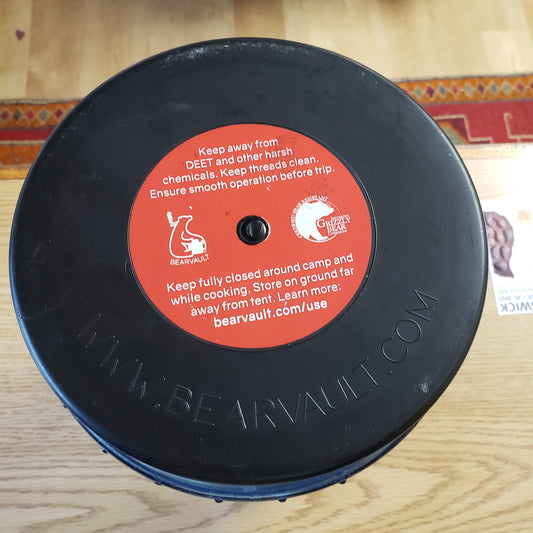 Keep away from
DEET and other harsh
chemicals. Keep threads clean.
Ensure smooth operation before trip.
BEARVAULT
GRIZZLY
BEAR
Keep fully closed around camp and
while cooking. Store on ground far
away from tent. Learn more:
bearvault.com/use
WWW.BEARVAULT.COM
WICK